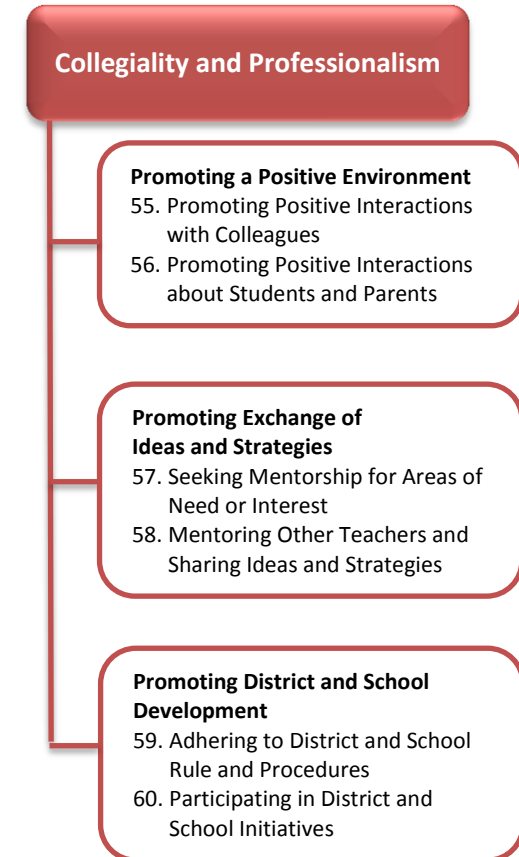 Collegiality and Professionalism
Promoting a Positive Environment
55. Promoting Positive Interactions
with Colleagues
56. Promoting Positive Interactions
about Students and Parents
Promoting Exchange of
Ideas and Strategies
57. Seeking Mentorship for Areas of
Need or Interest
58. Mentoring Other Teachers and
Sharing Ideas and Strategies
Promoting District and School
Development
59. Adhering to District and School
Rule and Procedures
60. Participating in District and
School Initiatives